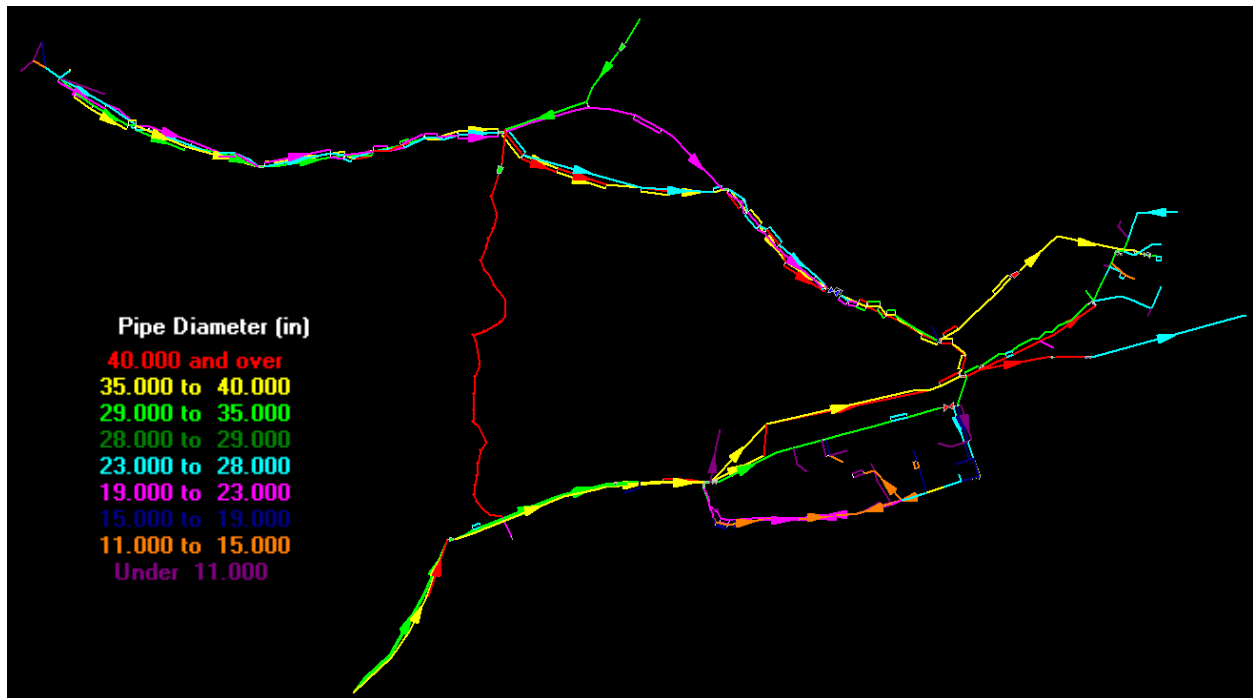 Pipe Diameter (in)
40.000 and over
35.000 to 40.000
29.000 to 35.000
28.000 to 29.000
23.000 to 28.000
19.000 to 23.000
15.000 to 19.000
11.000 to 15.000
Under 11.000